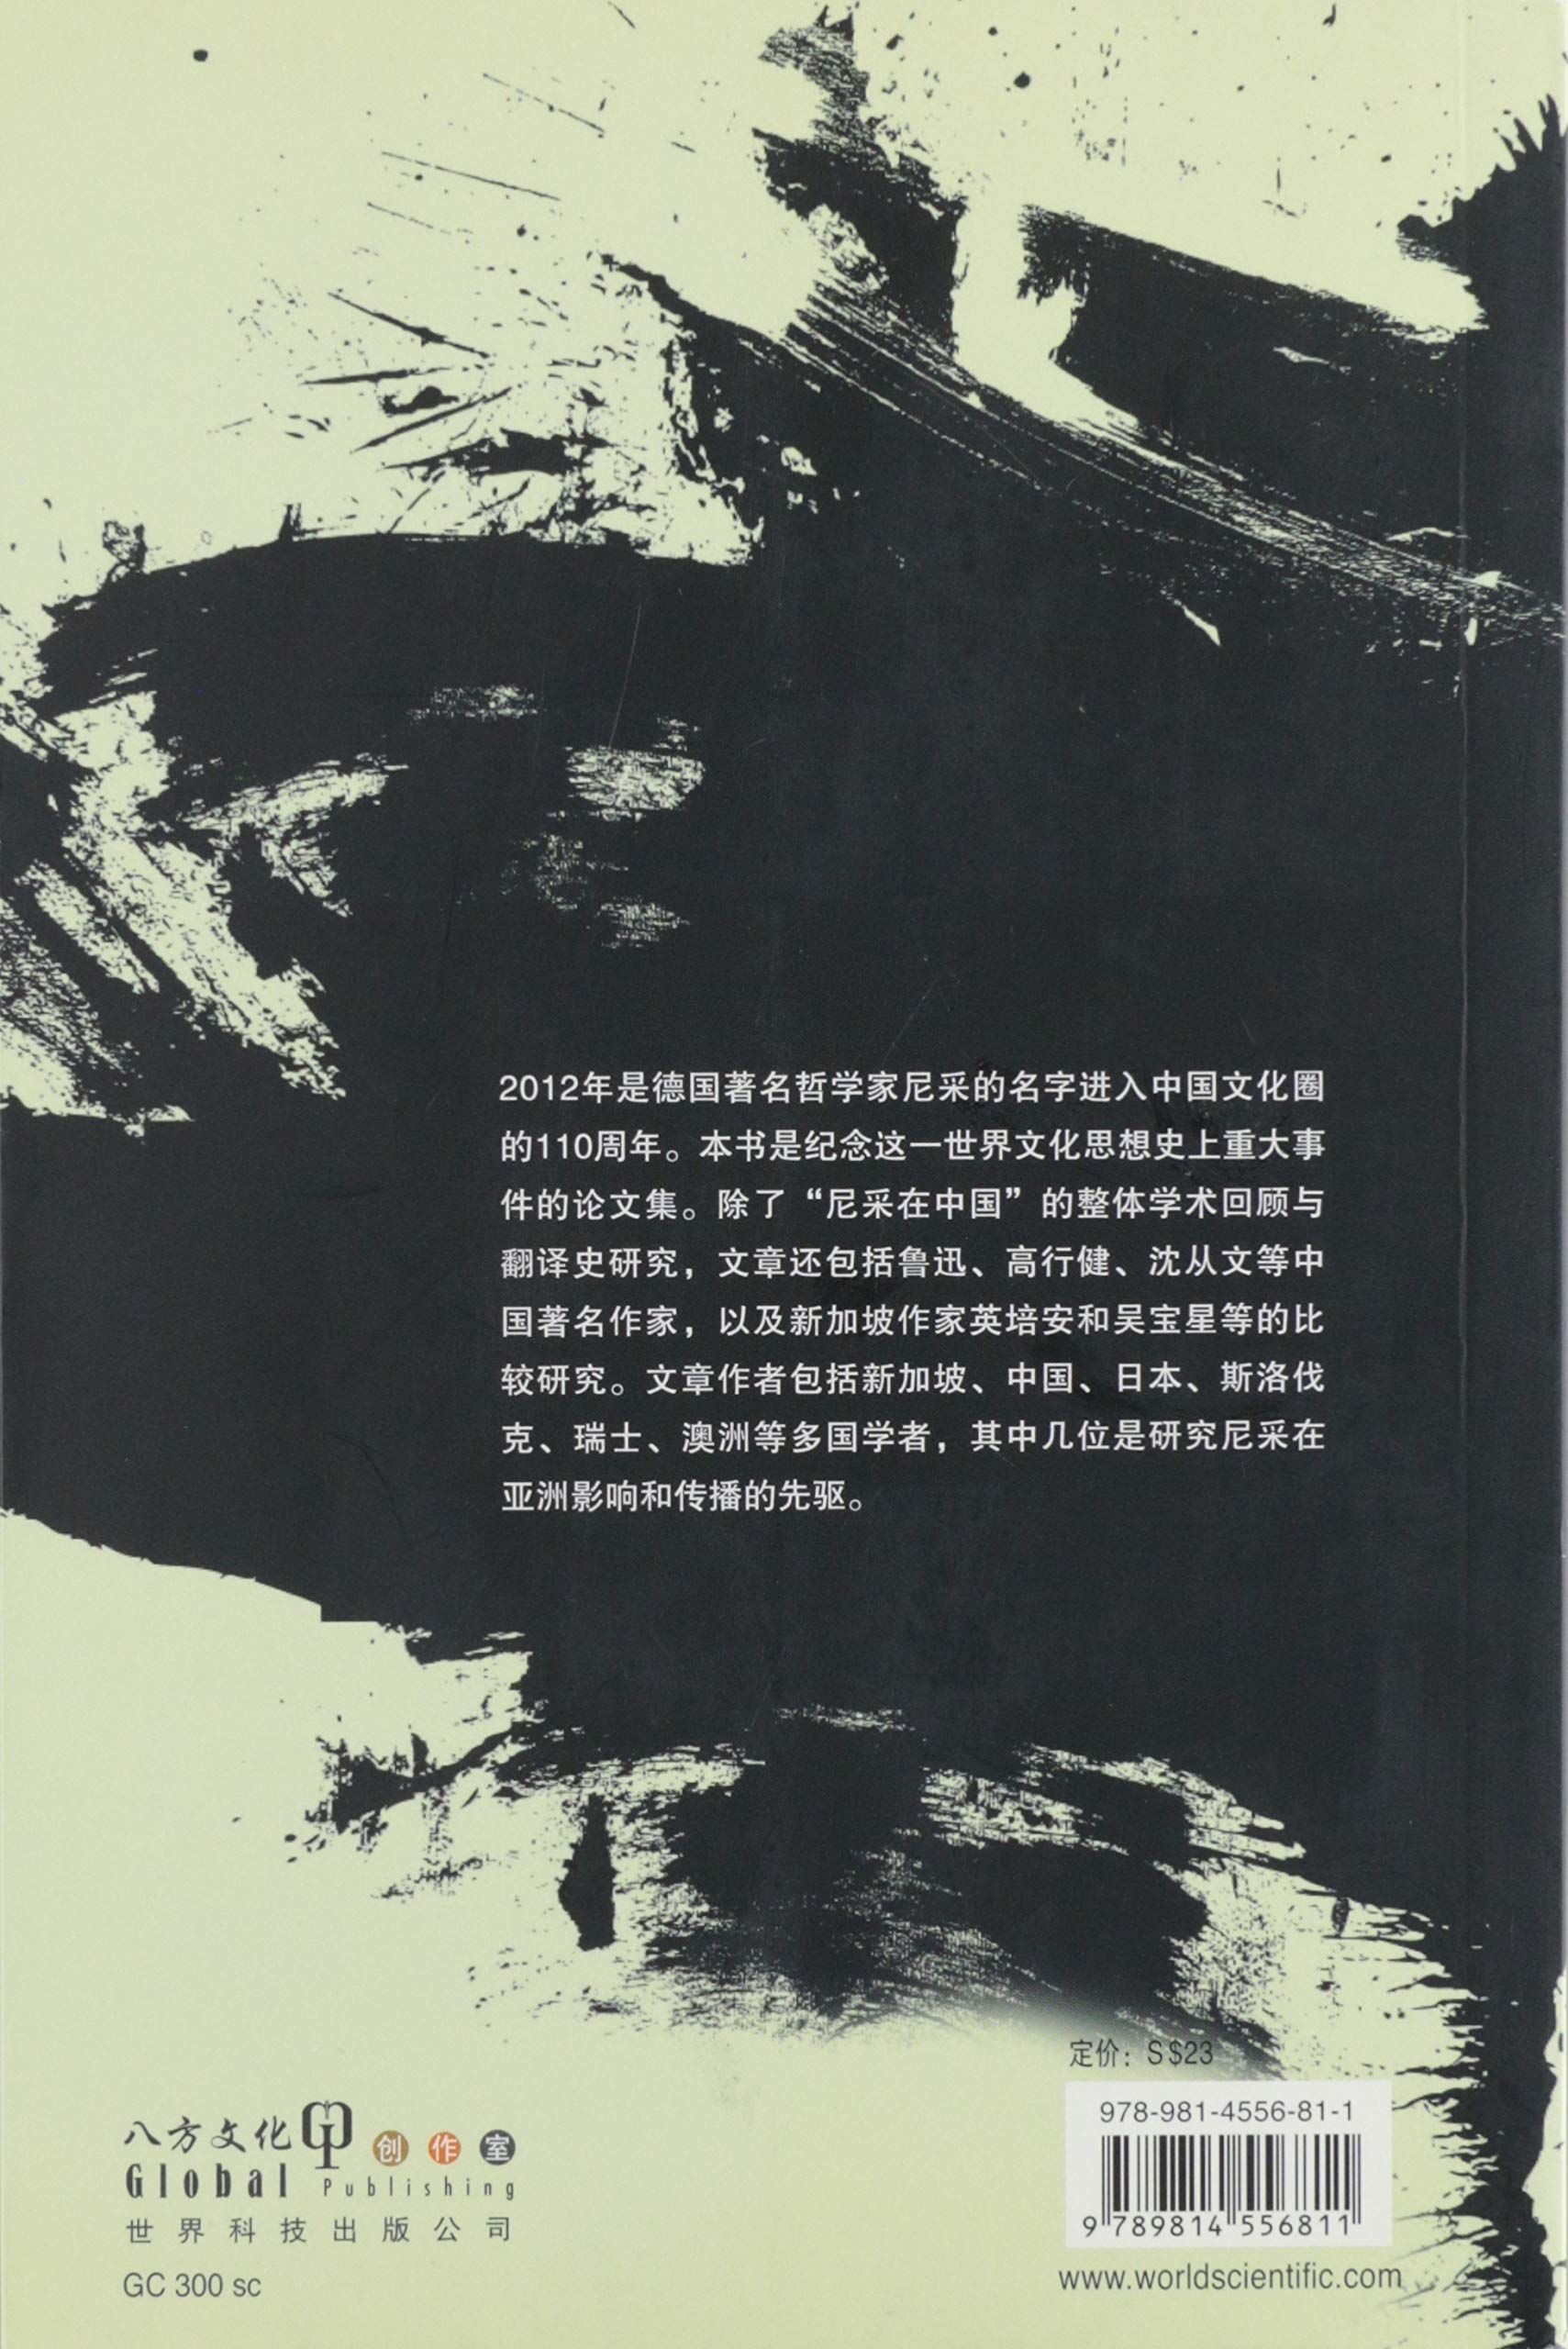 2012年是德国著名哲学家尼采的名字进入中国文化圈
的110周年。本书是纪念这一世界文化思想史上重大事
件的论文集。除了“尼采在中国”的整体学术回顾与
翻译史研究，文章还包括鲁迅、高行健、沈从文等中
国著名作家，以及新加坡作家英培安和吴宝星等的比
较研究。文章作者包括新加坡、中国、日本、斯洛伐
克、瑞士、澳洲等多国学者，其中几位是研究尼采在
亚洲影响和传播的先驱。
定价：S$23
978-981-4556-81-1
9 789814 556811
www.worldscientific.com
八方文化创作室
Global Publishing
世界科技出版公司
GC 300 sc